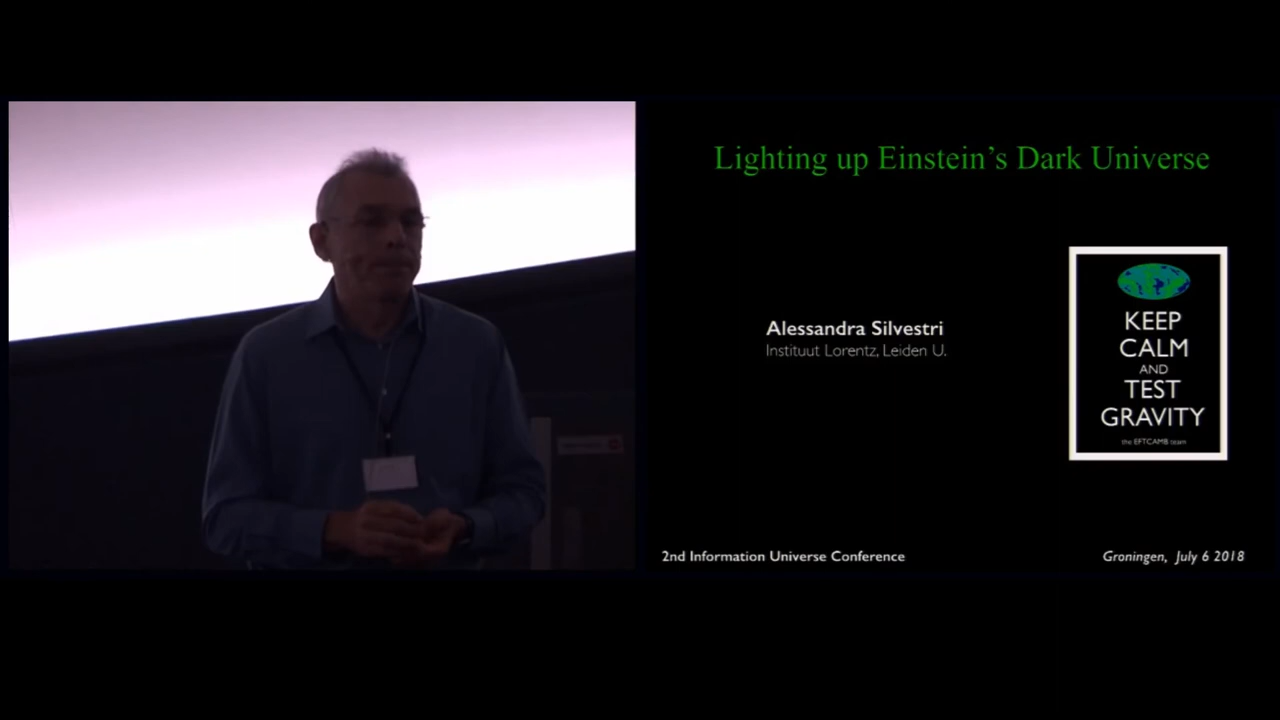 Lighting up Einstein's Dark Universe
Alessandra Silvestri
Instituut Lorentz, Leiden U.
KEEP
CALM
AND
TEST
GRAVITY
the EFTCAMB team
2nd Information Universe Conference
Groningen, July 6 2018